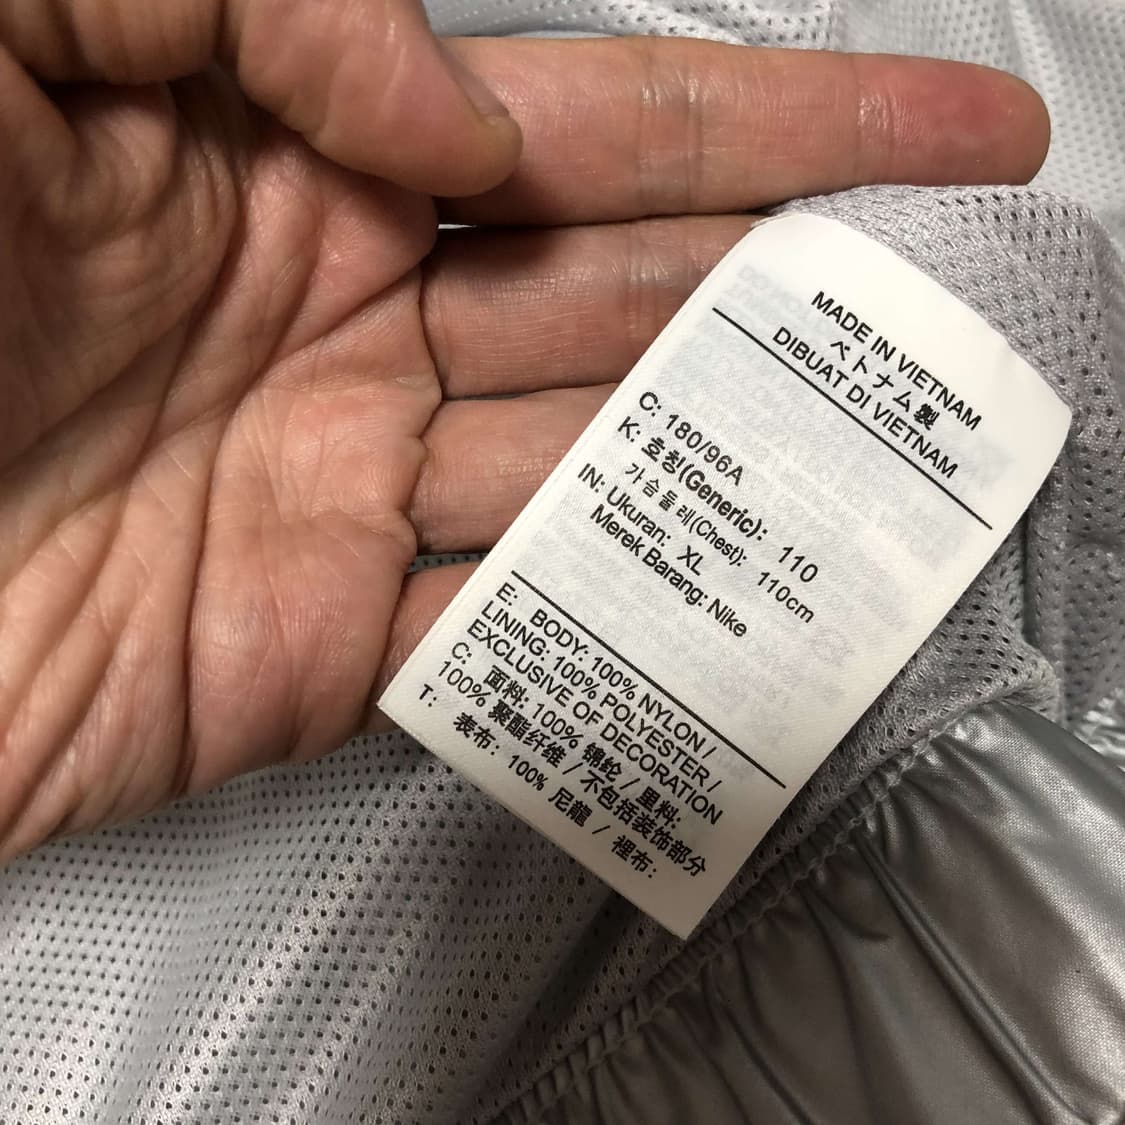 MADE IN VIETNAM
ベトナム製
DIBUAT DI VIETNAM
C: 180/96A
K: 호칭(Generic): 110
가슴둘레(Chest): 110cm
IN: Ukuran: XL
Merek Barang: Nike
E: BODY: 100% NYLON /
LINING: 100% POLYESTER /
EXCLUSIVE OF DECORATION
C: 面料: 100% 锦纶 / 里料:
100% 聚酯纤维 / 不包括装饰部分
T: 表布: 100% 尼龍 / 裡布: